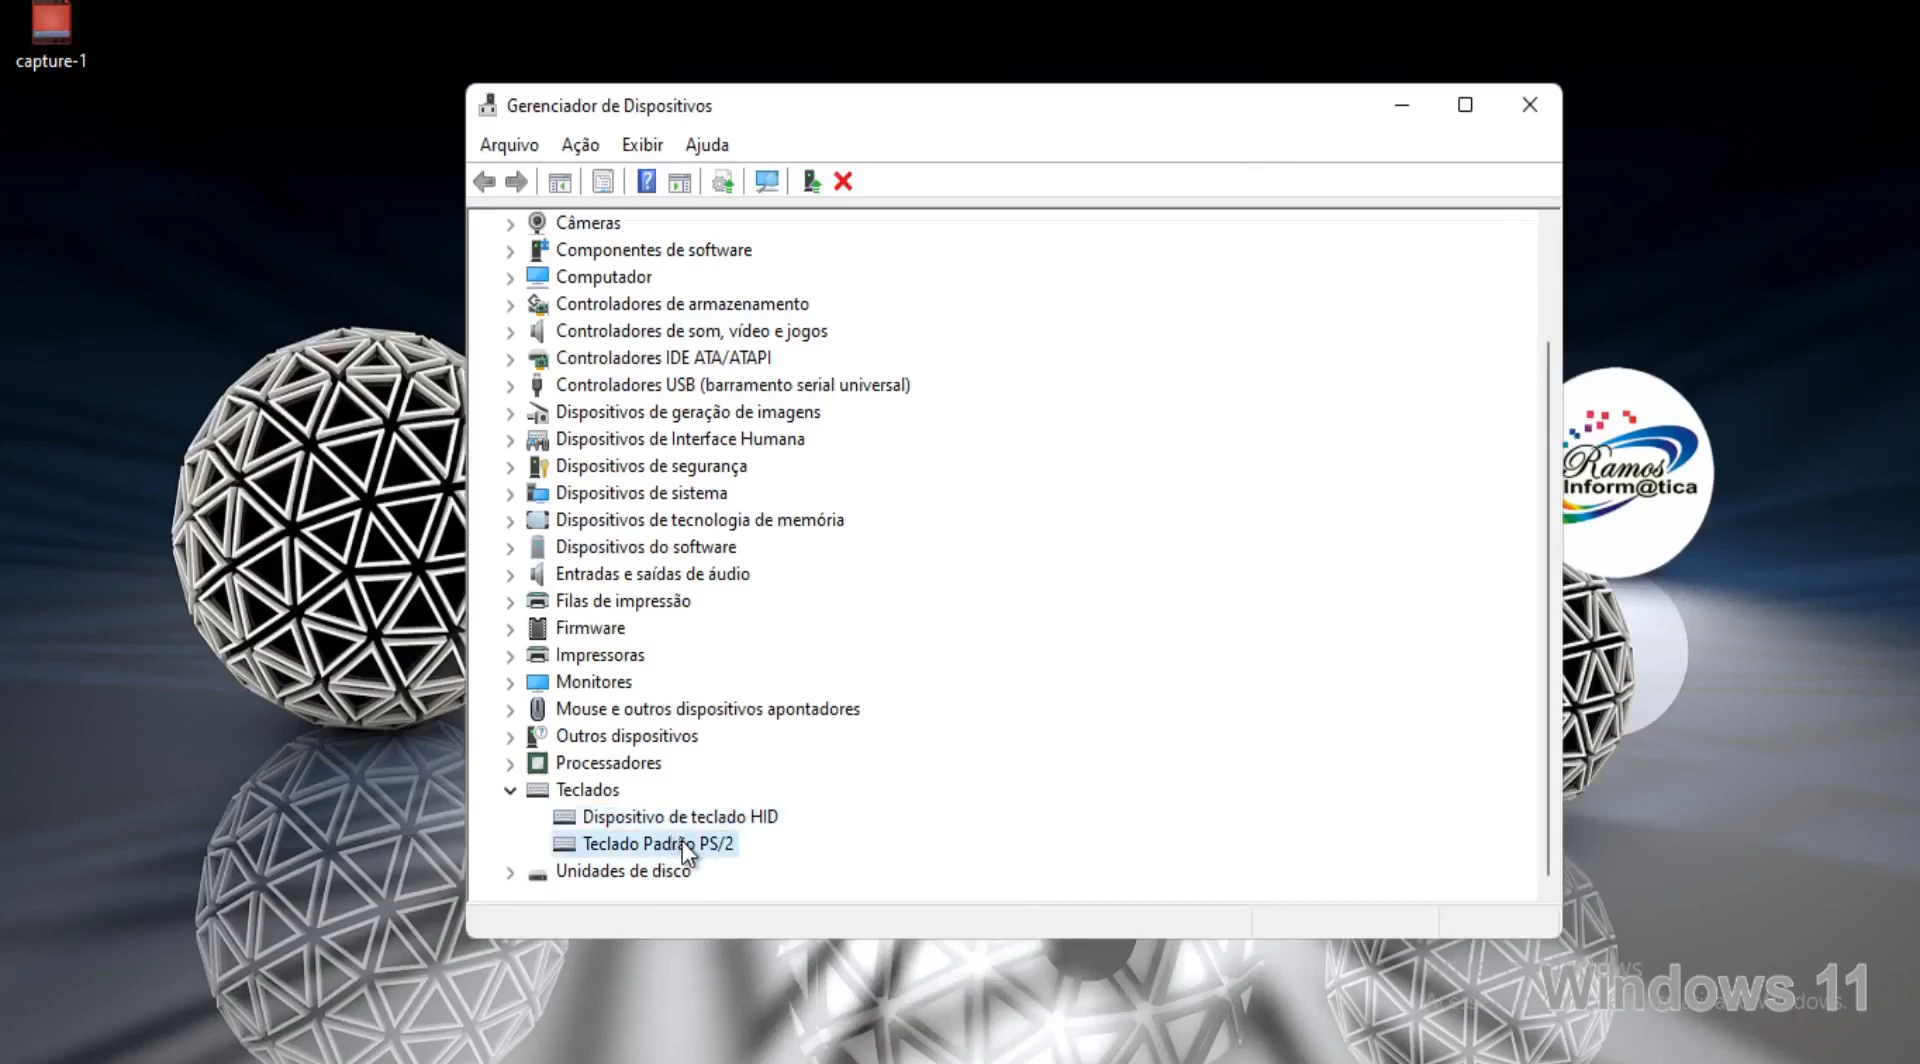 capture-1
Gerenciador de Dispositivos
Arquivo Ação Exibir Ajuda
Câmeras
Componentes de software
Computador
Controladores de armazenamento
Controladores de som, vídeo e jogos
Controladores IDE ATA/ATAPI
Controladores USB (barramento serial universal)
Dispositivos de geração de imagens
Dispositivos de Interface Humana
Dispositivos de segurança
Dispositivos de sistema
Dispositivos de tecnologia de memória
Dispositivos do software
Entradas e saídas de áudio
Filas de impressão
Firmware
Impressoras
Monitores
Mouse e outros dispositivos apontadores
Outros dispositivos
Processadores
Teclados
Dispositivo de teclado HID
Teclado Padrão PS/2
Unidades de disco
Ramos
Inform@tica
Windows 11